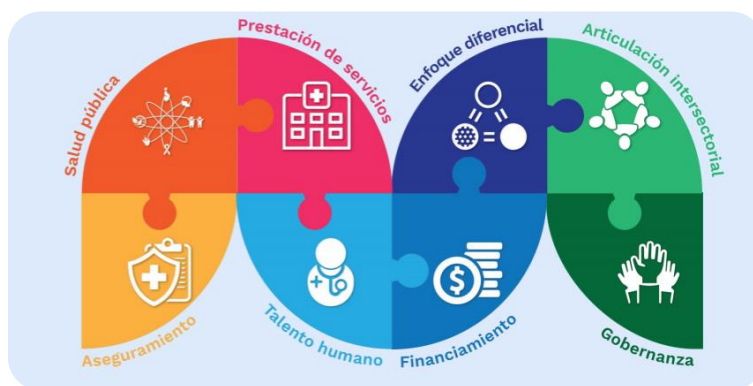 Salud pública
Prestación de servicios
Enfoque diferencial
Articulación intersectorial
Aseguramiento
Talento humano
Financiamiento
Gobernanza
$